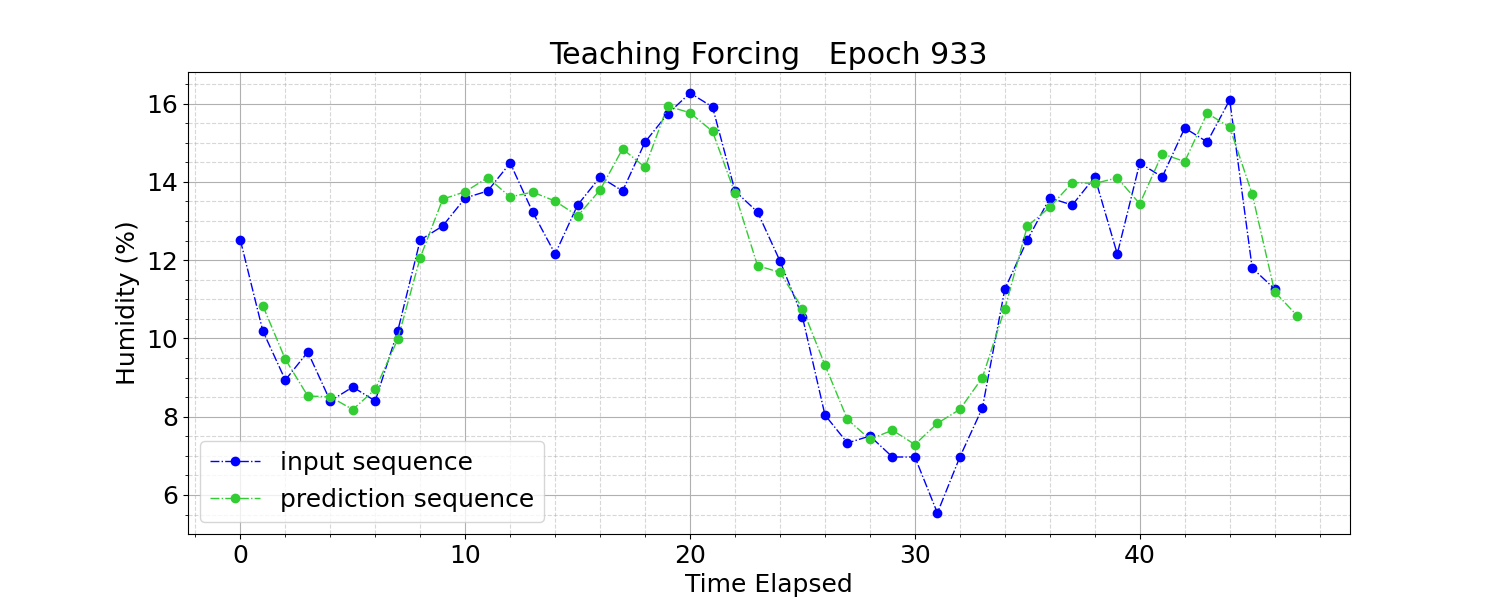 Teaching Forcing   Epoch 933
Humidity (%)
16
14
12
10
8
6
input sequence
prediction sequence
0 10 20 30 40
Time Elapsed